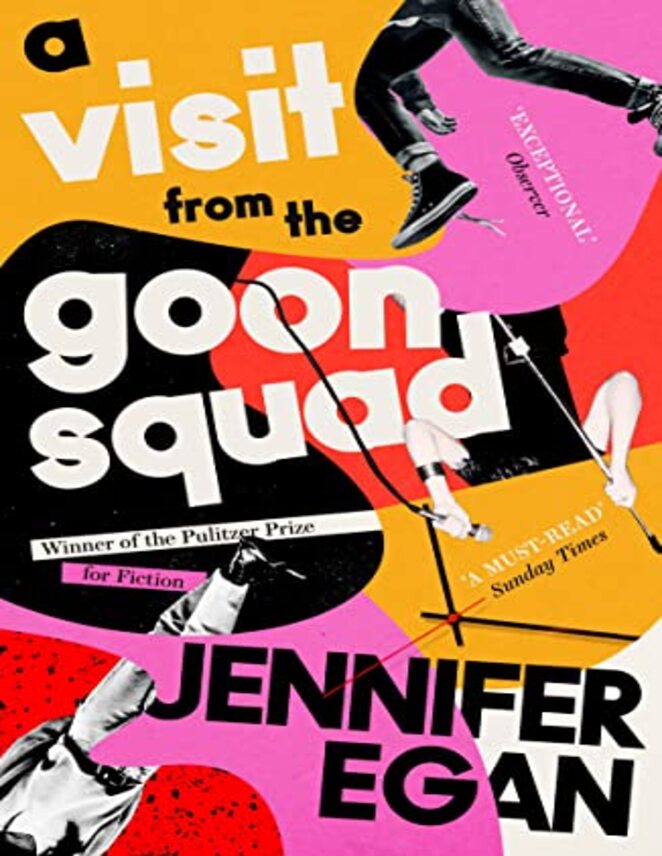 a
visit
from the
'EXCEPTIONAL'
Observer
goon
squad
Winner of the Pulitzer Prize
for Fiction
'A MUST-READ'
Sunday Times
JENNIFER
EGAN